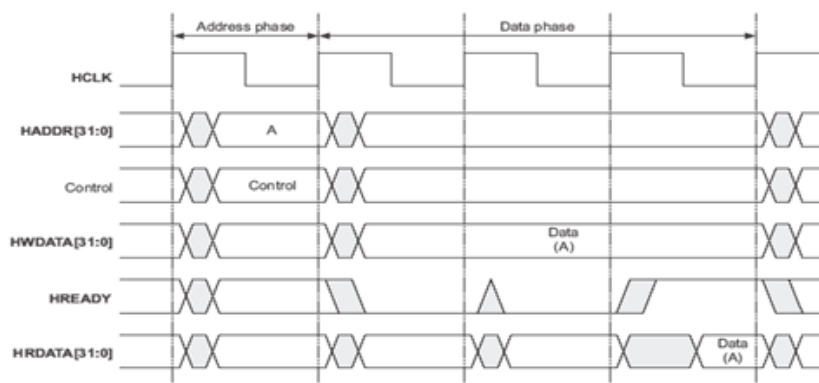 Address phase
Data phase
HCLK
HADDR[31:0]
A
Control
Control
HWDATA[31:0]
Data
(A)
HREADY
HRDATA[31:0]
Data
(A)